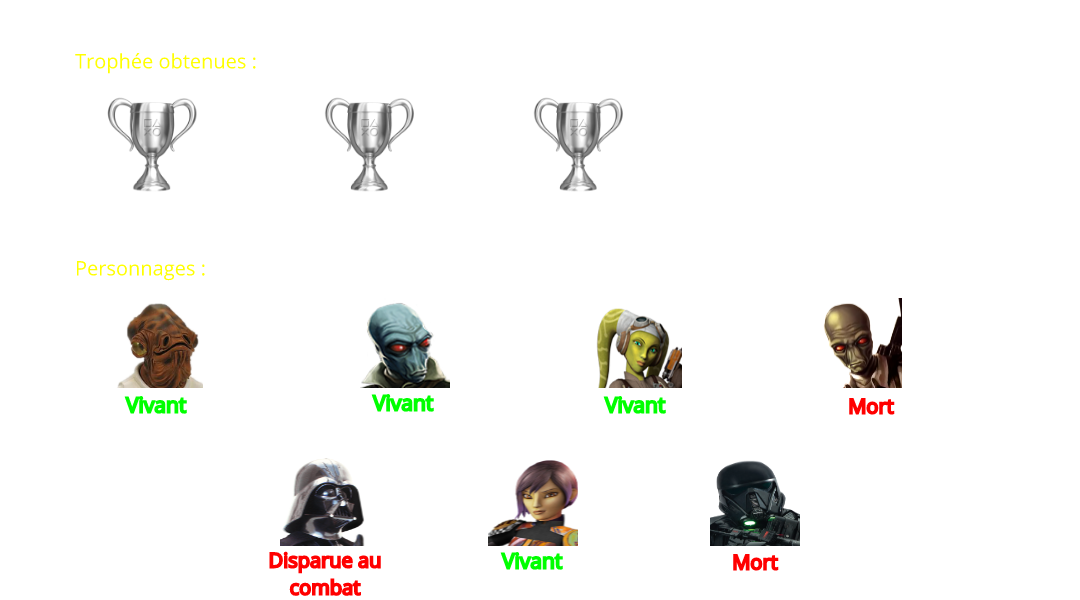 Trophée obtenues :
Personnages :
Vivant
Vivant
Vivant
Mort
Disparue au
combat
Vivant
Mort